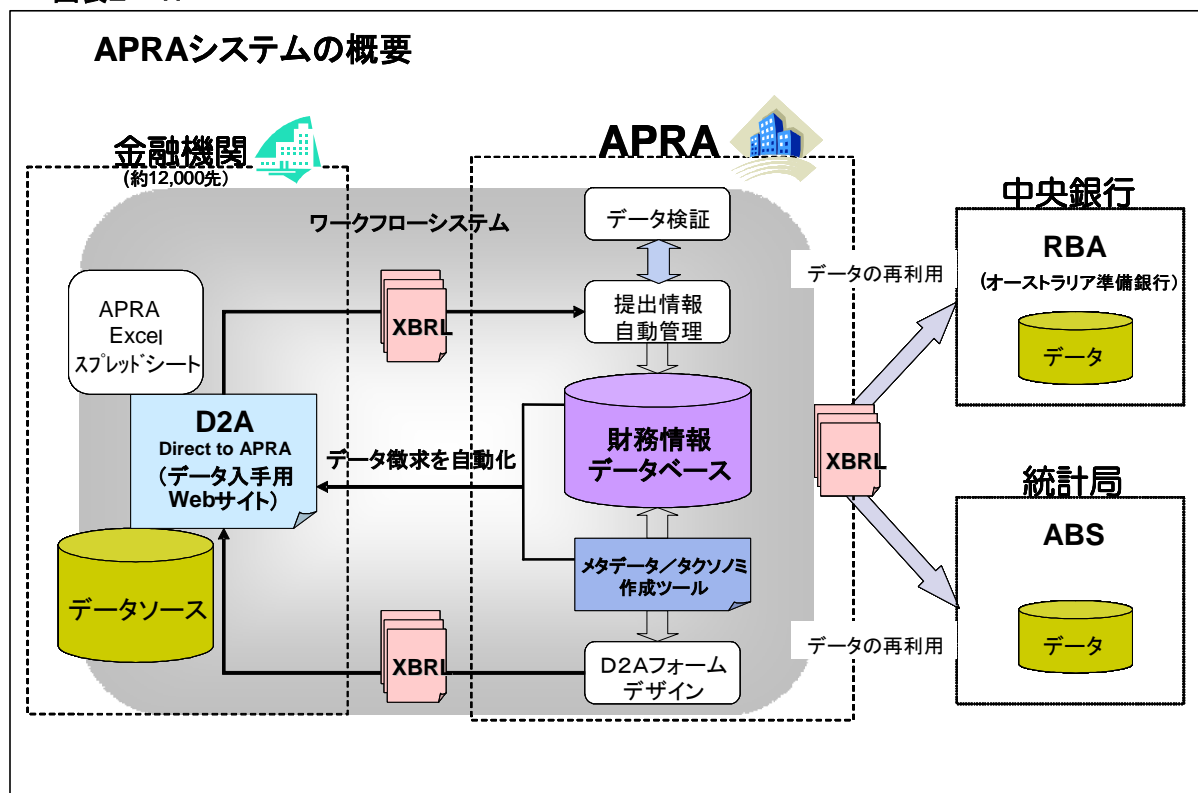 APRAシステムの概要
金融機関
(約12,000先)
APRA
ワークフローシステム
データ検証
APRA
Excel
スプレッドシート
XBRL
提出情報
自動管理
D2A
Direct to APRA
(データ入手用
Webサイト)
データ徴求を自動化
財務情報
データベース
データソース
メタデータ／タクソノミ
作成ツール
XBRL
D2Aフォーム
デザイン
データの再利用
XBRL
データの再利用
中央銀行
RBA
(オーストラリア準備銀行)
データ
統計局
ABS
データ